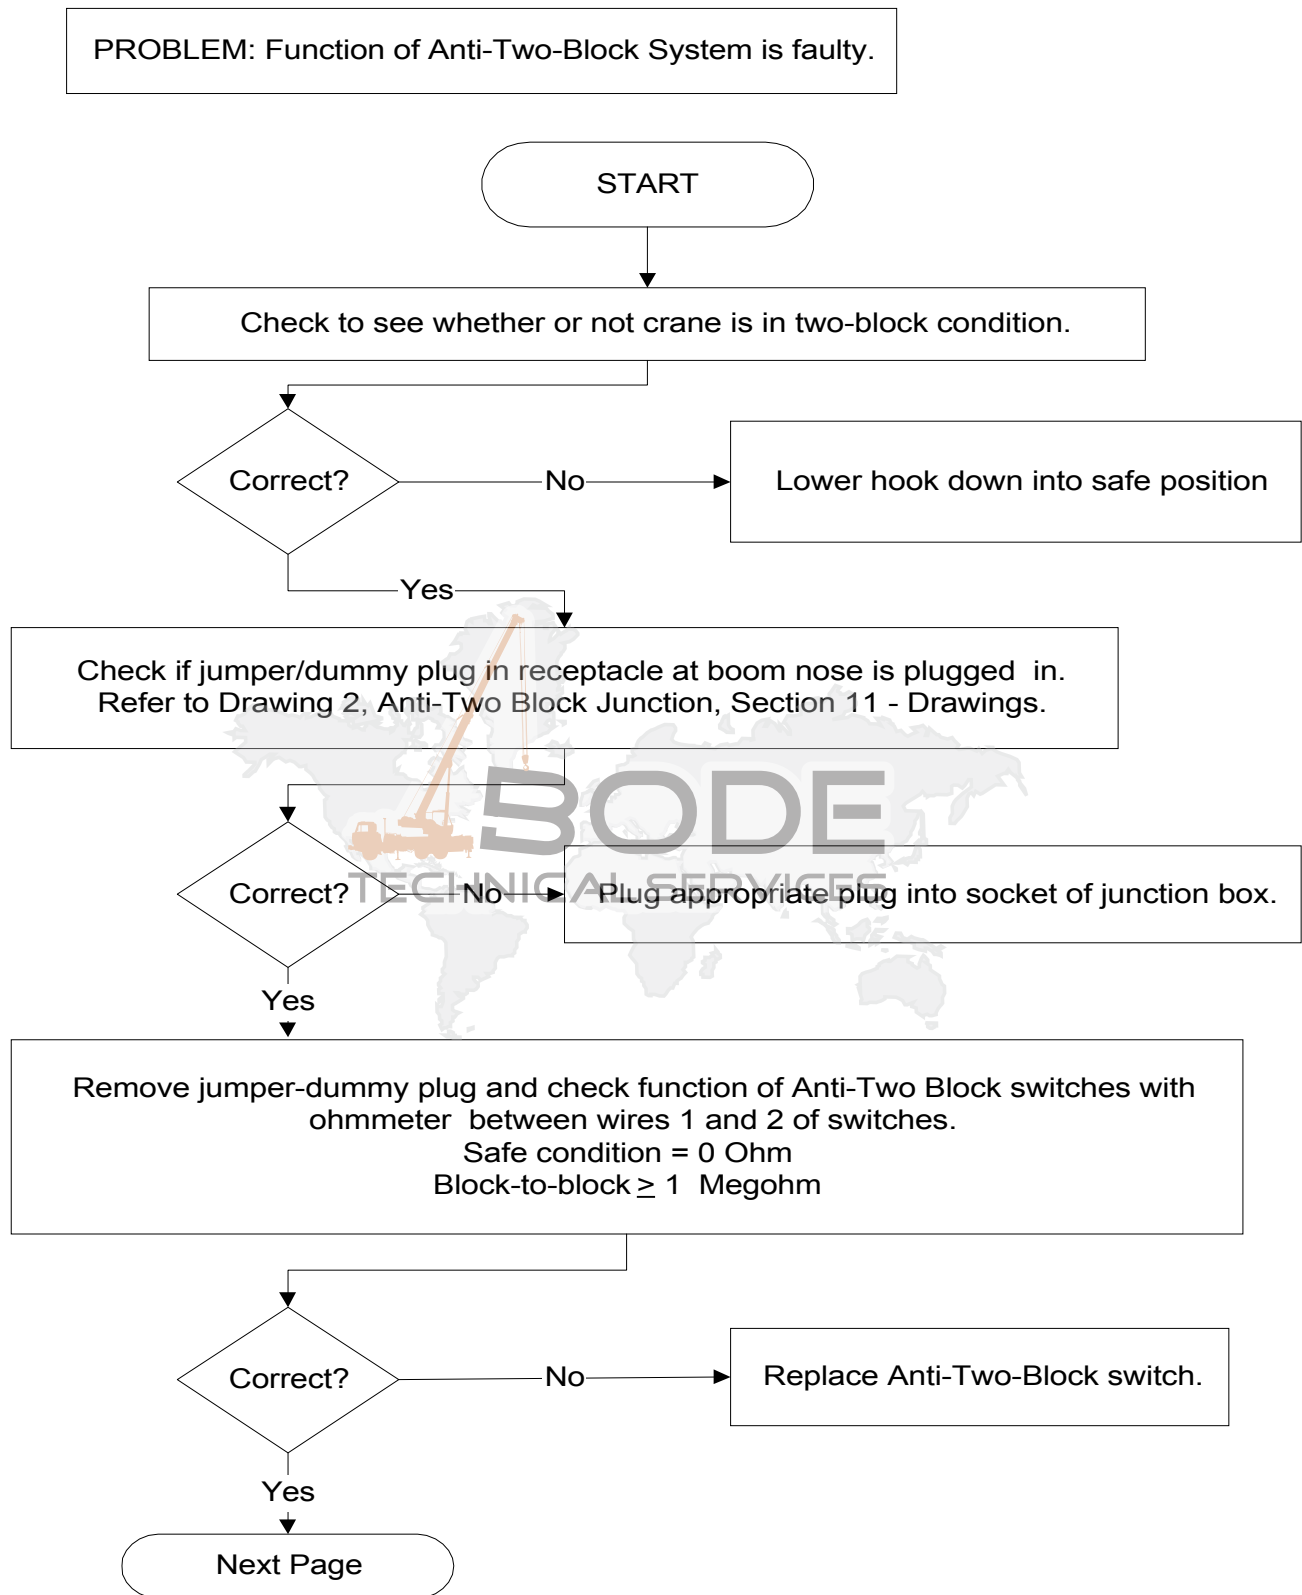 PROBLEM: Function of Anti-Two-Block System is faulty.
START
Check to see whether or not crane is in two-block condition.
Correct?
No
Lower hook down into safe position
Yes
Check if jumper/dummy plug in receptacle at boom nose is plugged  in.
Refer to Drawing 2, Anti-Two Block Junction, Section 11 - Drawings.
BODE
TECHNICAL SERVICES
Correct?
No
Plug appropriate plug into socket of junction box.
Yes
Remove jumper-dummy plug and check function of Anti-Two Block switches with
ohmmeter  between wires 1 and 2 of switches.
Safe condition = 0 Ohm
Block-to-block ≥ 1  Megohm
Correct?
No
Replace Anti-Two-Block switch.
Yes
Next Page